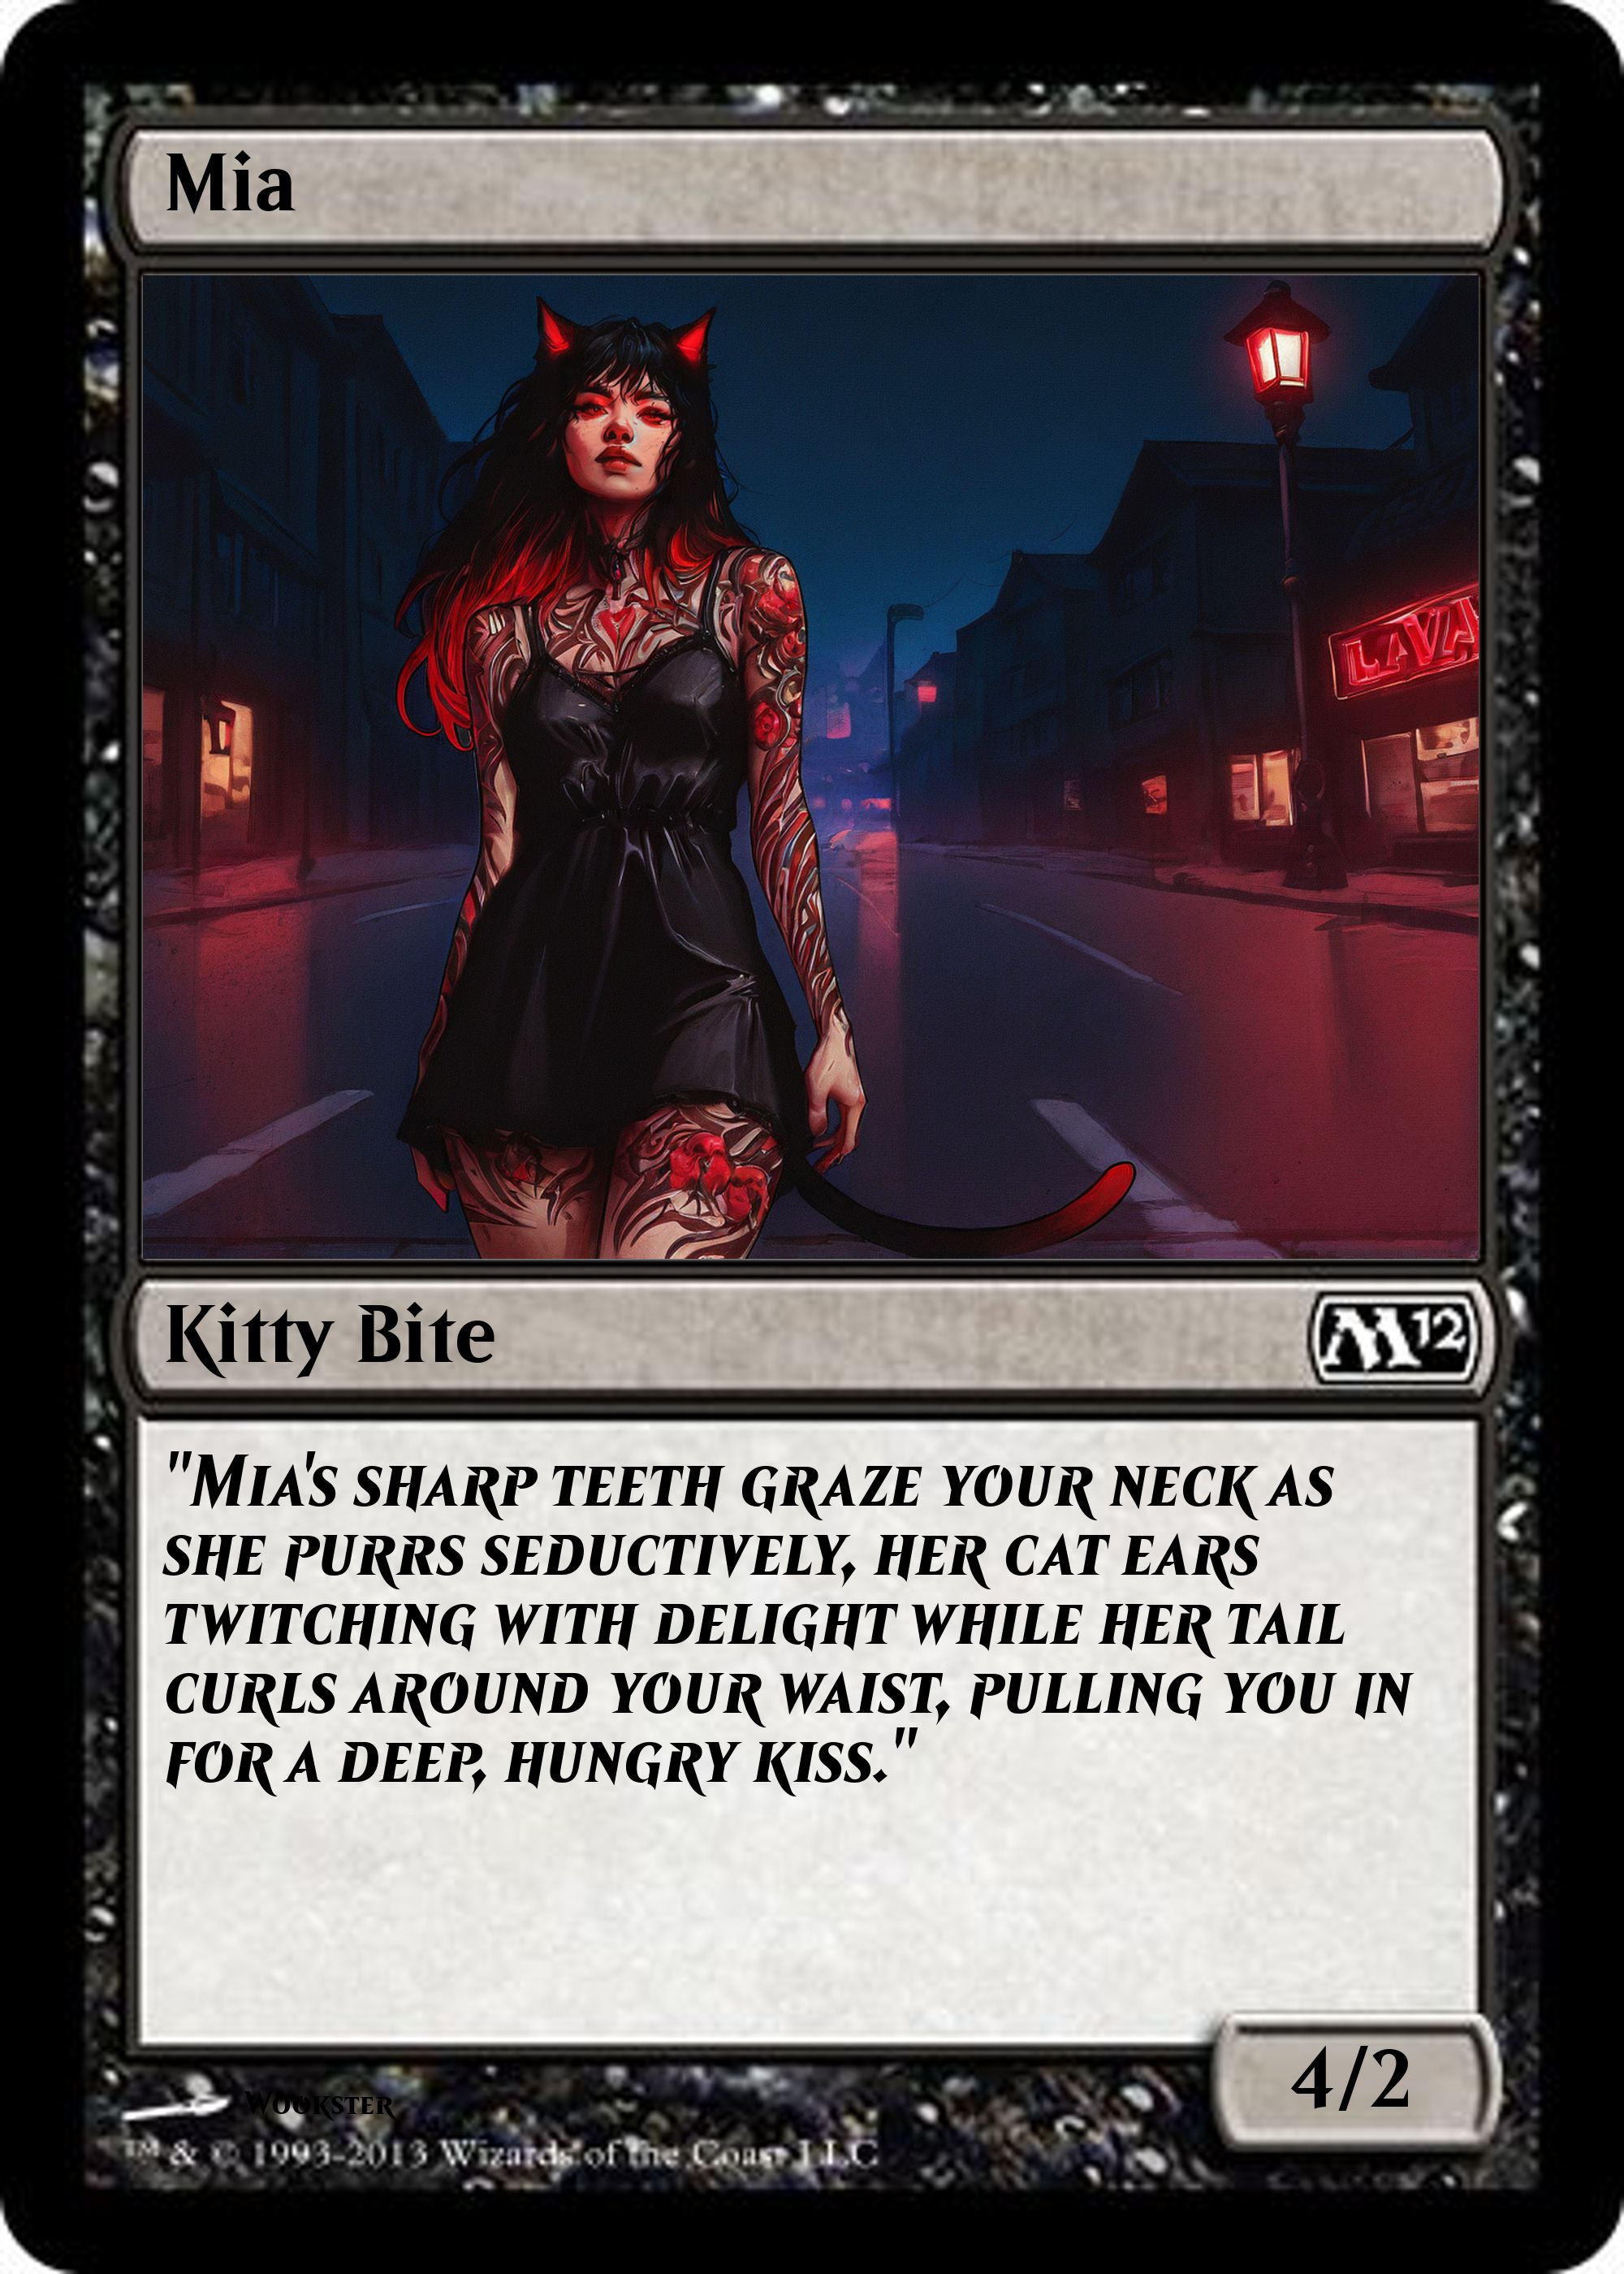 Mia
LAVA
Kitty Bite
M12
"Mia's sharp teeth graze your neck as
she purrs seductively, her cat ears
twitching with delight while her tail
curls around your waist, pulling you in
for a deep, hungry kiss."
4/2
Wookster
™ & © 1993-2013 Wizards of the Coast LLC